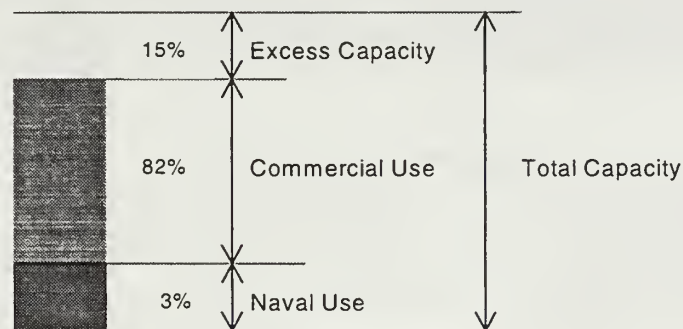 15% Excess Capacity
82% Commercial Use Total Capacity
3% Naval Use